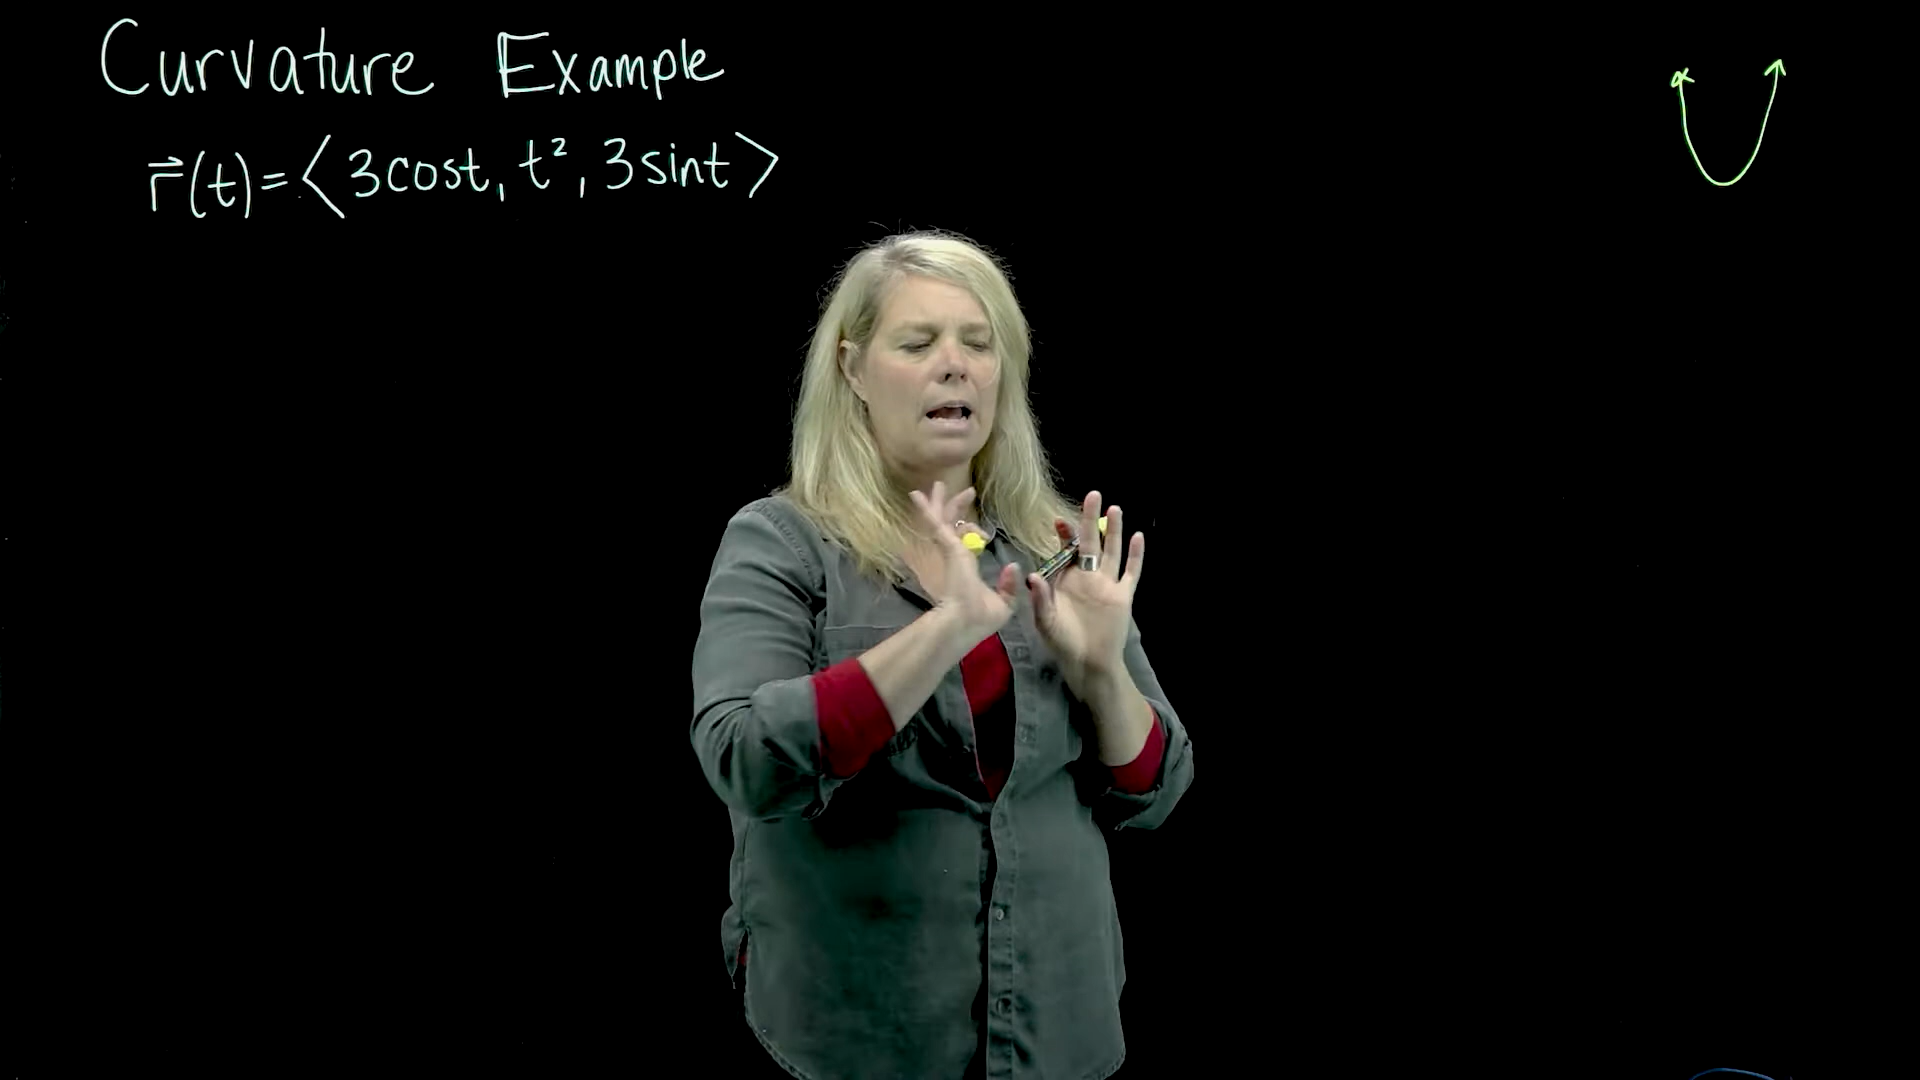 Curvature Example
r⃗(t)=⟨3cost, t², 3sint⟩